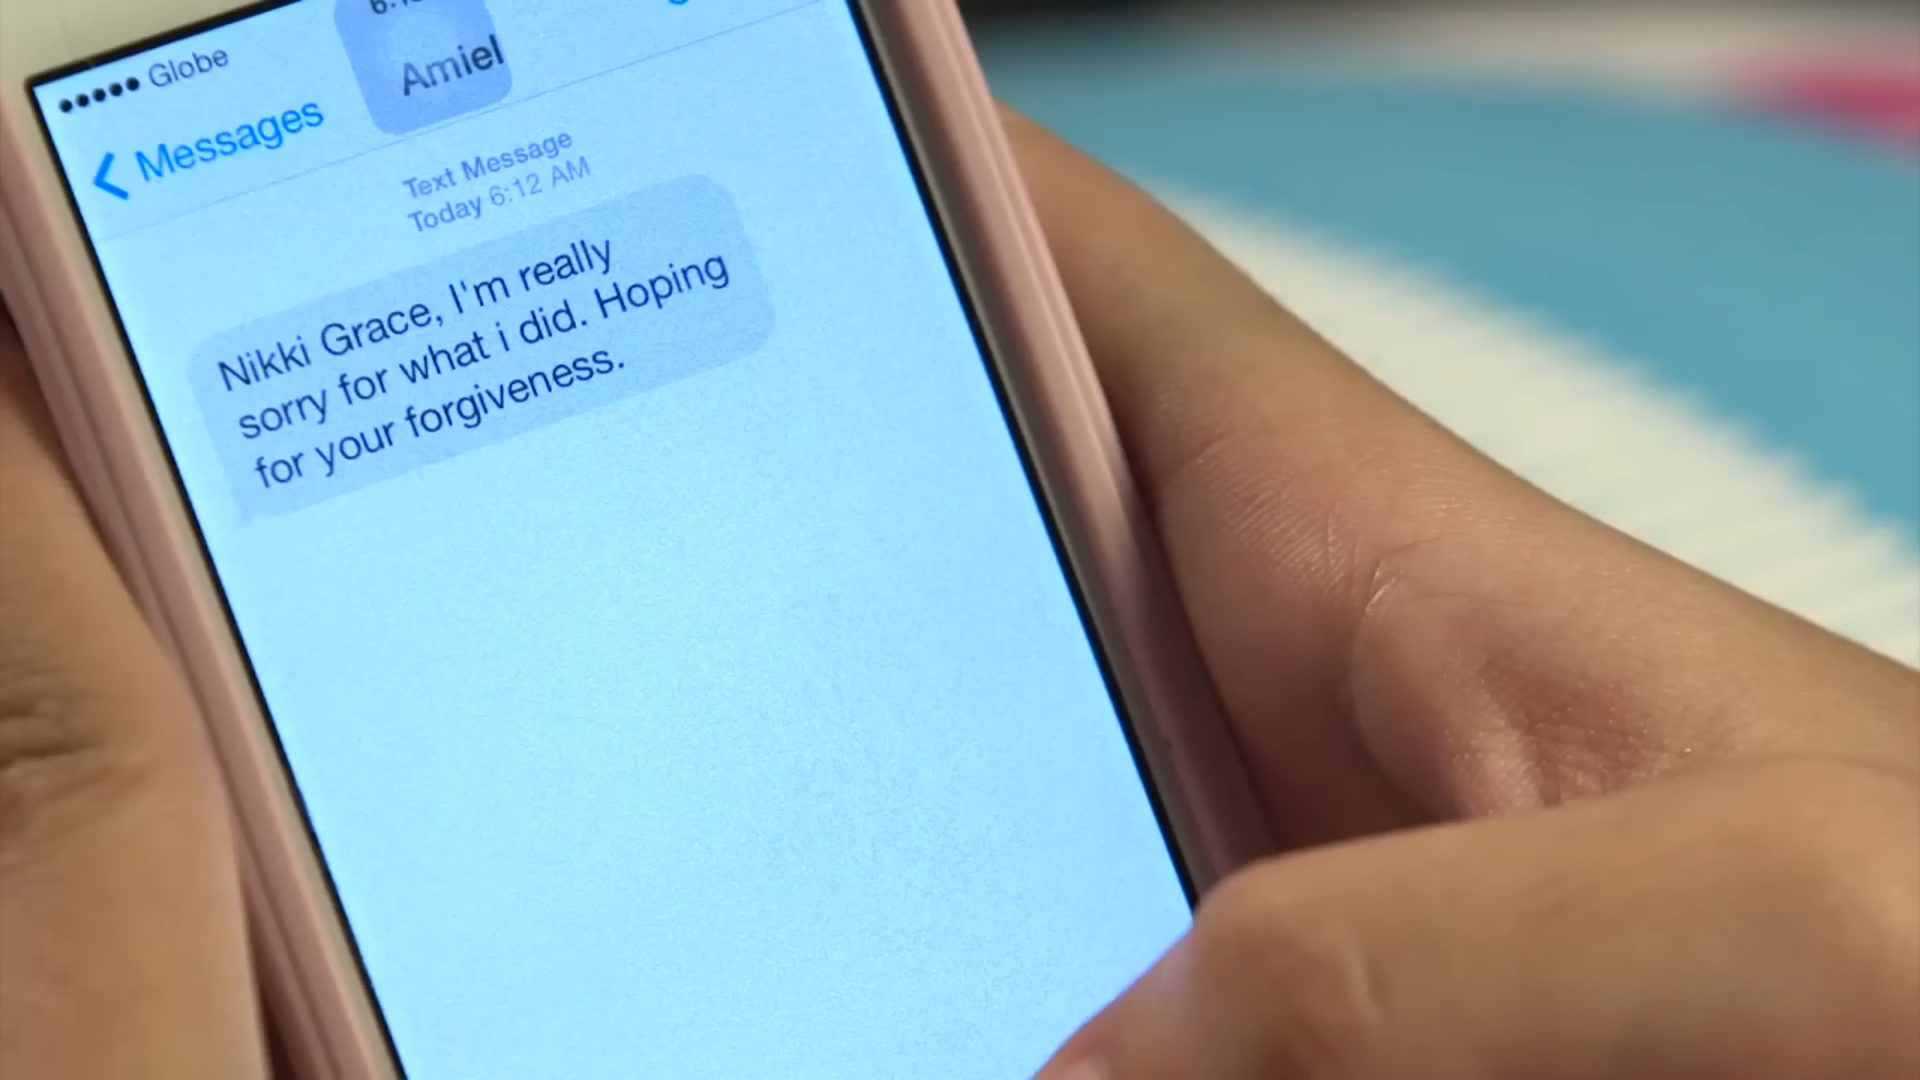 Globe
Messages
Amiel
Text Message
Today 6:12 AM
Nikki Grace, I'm really
sorry for what i did. Hoping
for your forgiveness.